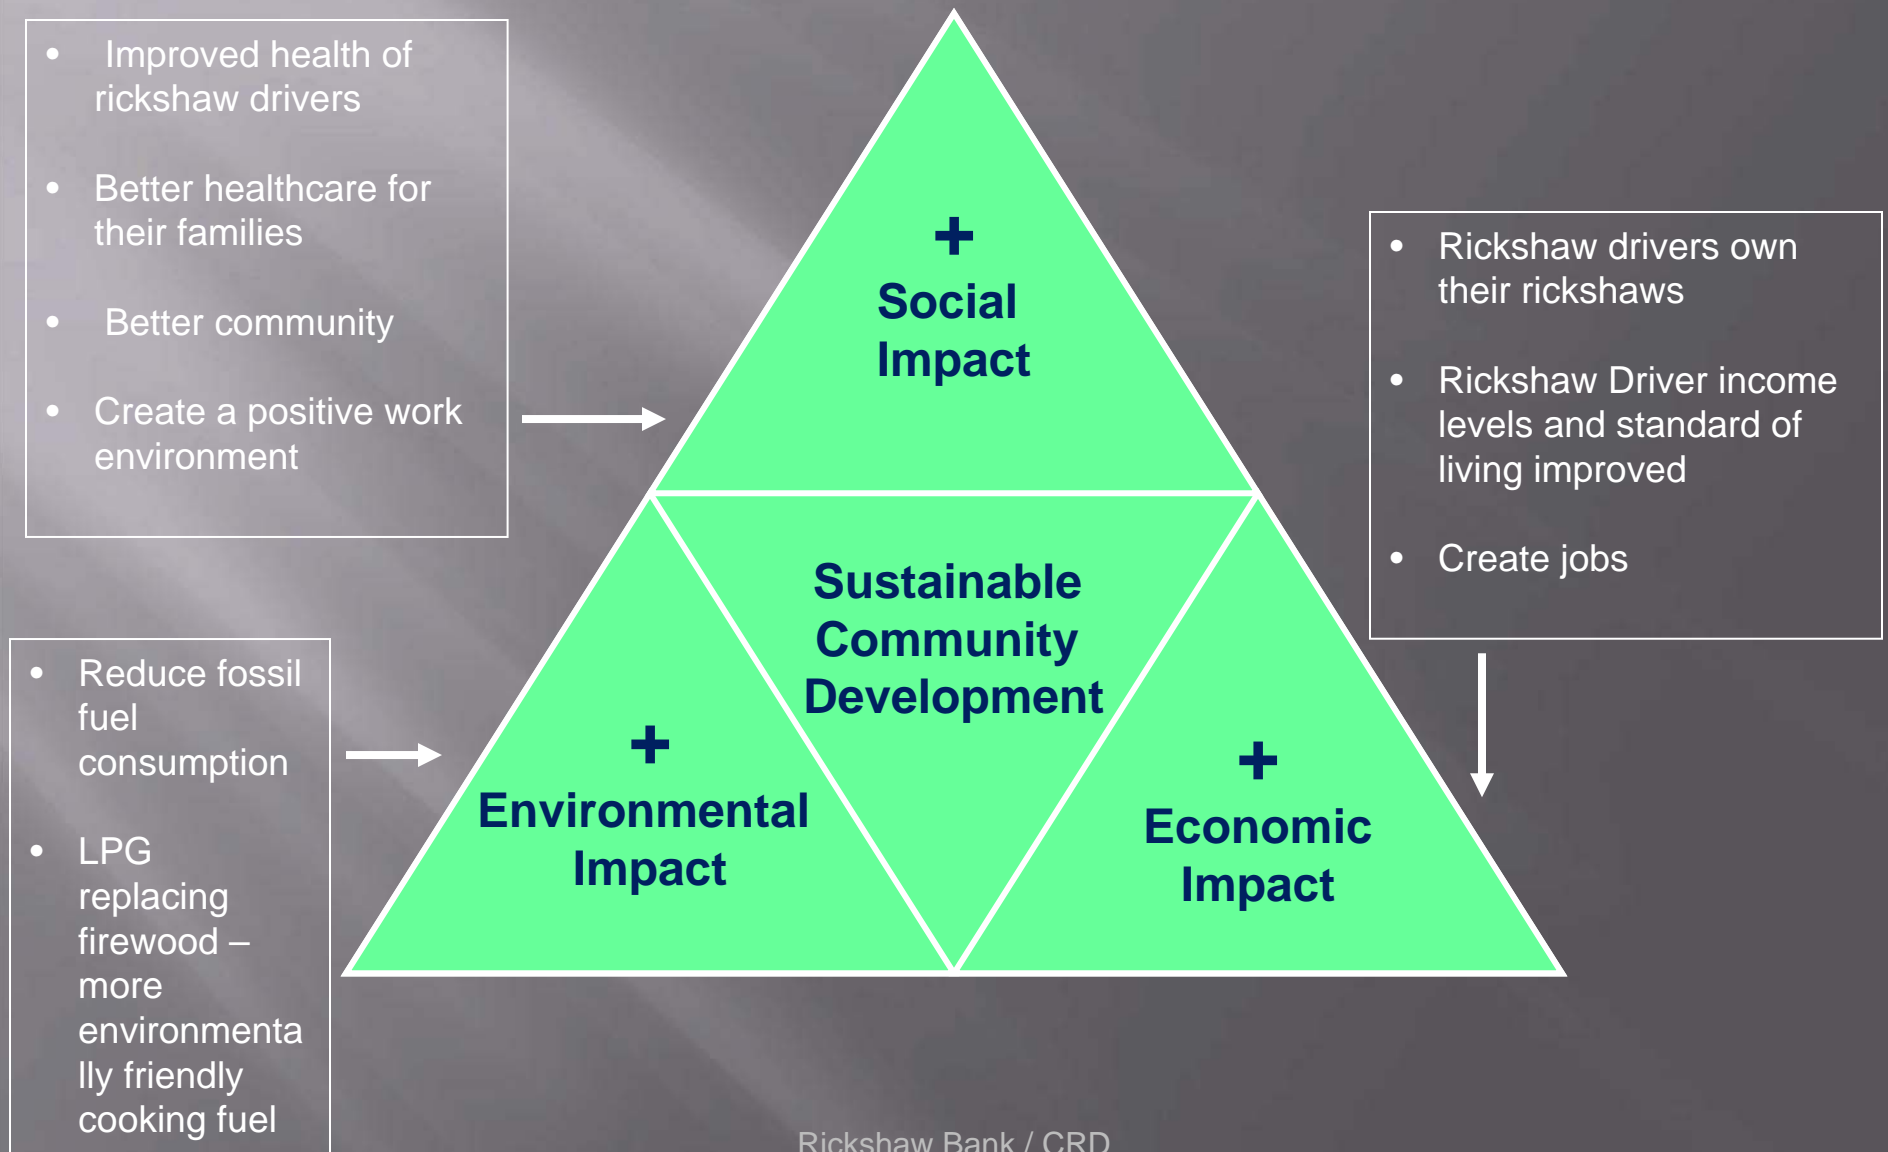 • Improved health of
rickshaw drivers
• Better healthcare for
their families
• Better community
• Create a positive work
environment
+
Social
Impact
• Rickshaw drivers own
their rickshaws
• Rickshaw Driver income
levels and standard of
living improved
• Create jobs
Sustainable
Community
Development
• Reduce fossil
fuel
consumption
• LPG
replacing
firewood –
more
environmenta
lly friendly
cooking fuel
+
Environmental
Impact
+
Economic
Impact
Rickshaw Bank / CRD